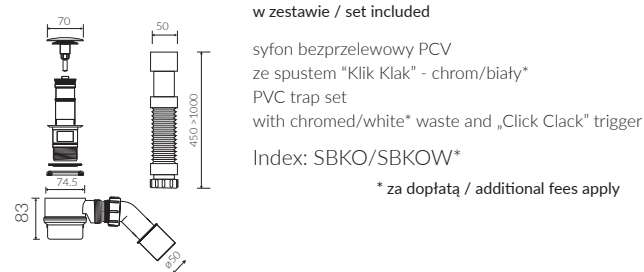 70
50
450 >1000
74.5
83
ø50
w zestawie / set included
syfon bezprzelewowy PCV
ze spustem “Klik Klak” - chrom/biały*
PVC trap set
with chromed/white* waste and „Click Clack” trigger
Index: SBKO/SBKOW*
* za dopłatą / additional fees apply